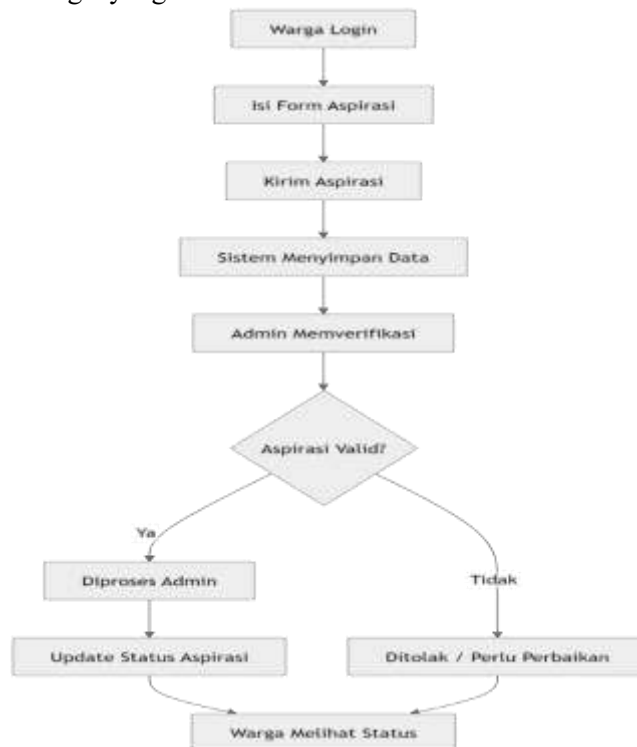 Warga Login
Isi Form Aspirasi
Kirim Aspirasi
Sistem Menyimpan Data
Admin Memverifikasi
Aspirasi Valid?
Ya
Tidak
Diproses Admin
Update Status Aspirasi
Ditolak / Perlu Perbaikan
Warga Melihat Status